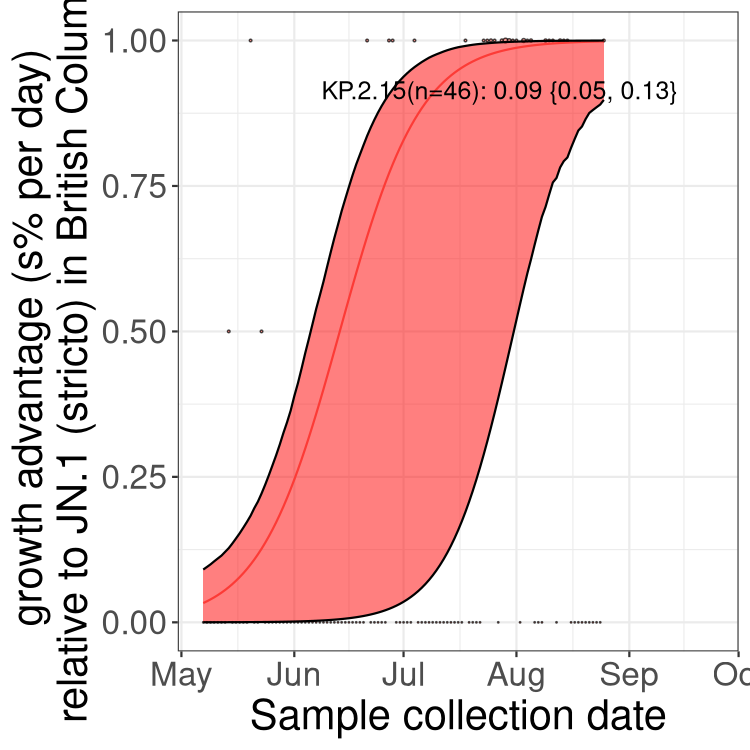 growth advantage (s% per day)
relative to JN.1 (stricto) in British Colum
1.00
0.75
0.50
0.25
0.00
KP.2.15(n=46): 0.09 {0.05, 0.13}
May Jun Jul Aug Sep Oc
Sample collection date